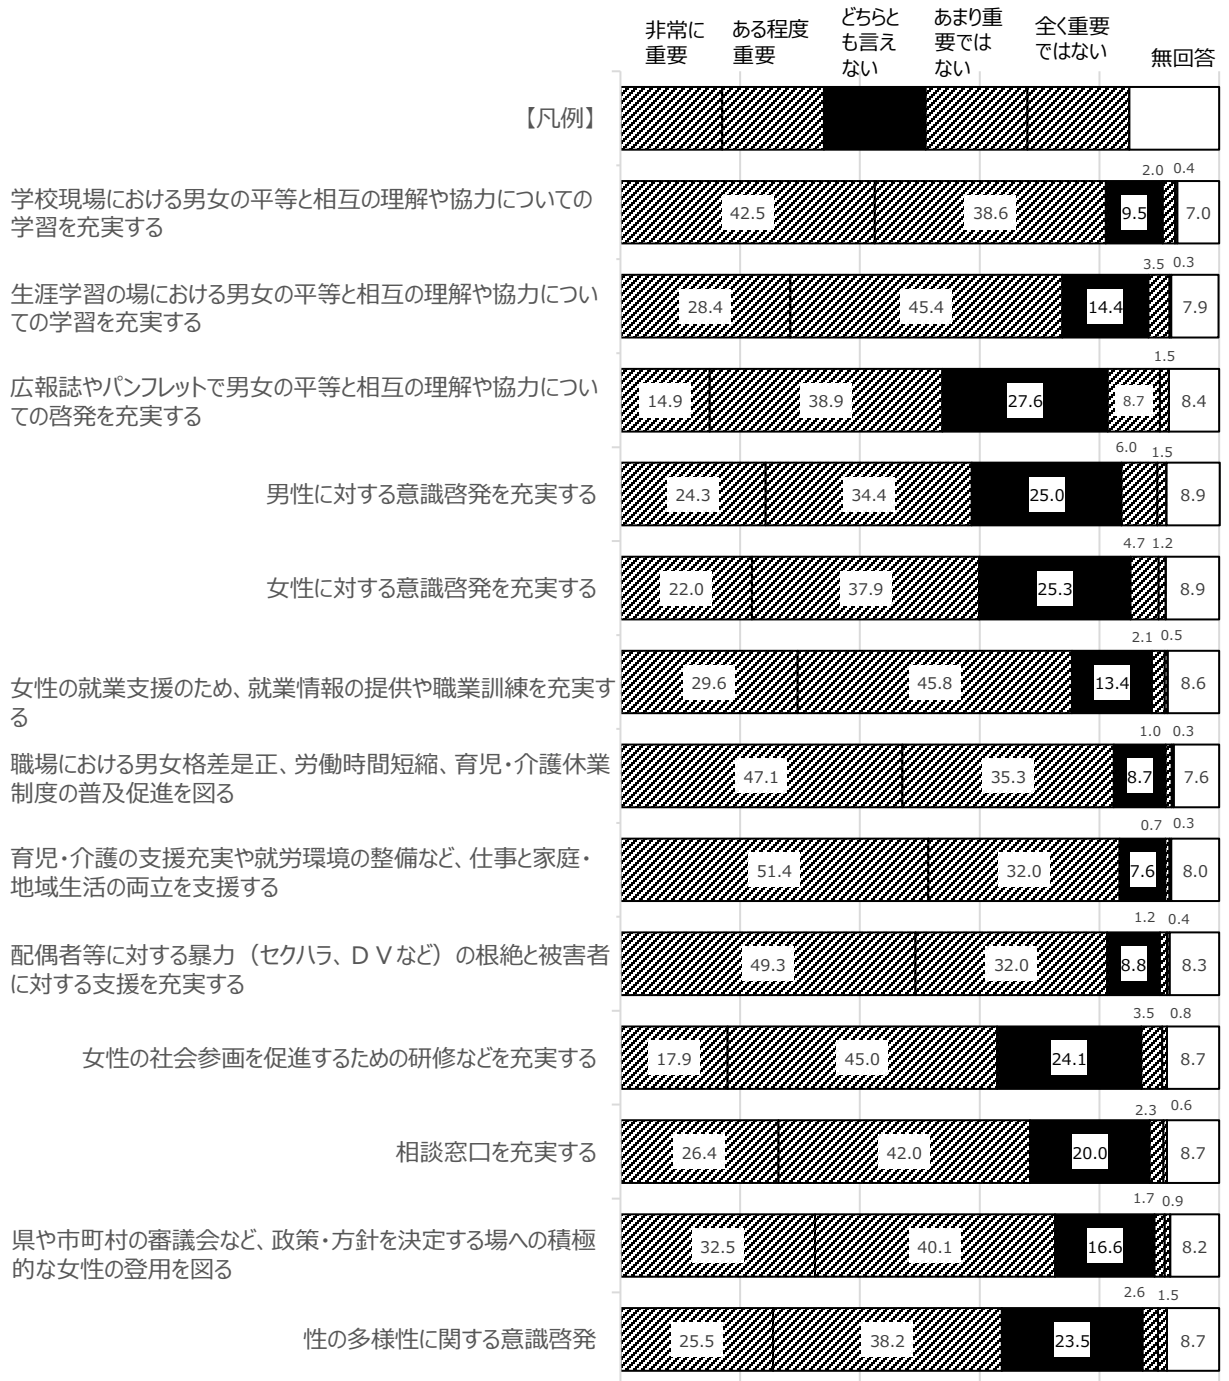 非常に
重要
ある程度
重要
どちらと
も言え
ない
あまり重
要では
ない
全く重要
ではない
無回答
【凡例】
2.0 0.4
学校現場における男女の平等と相互の理解や協力についての
学習を充実する
42.5 38.6 9.5 7.0
3.5 0.3
生涯学習の場における男女の平等と相互の理解や協力につい
ての学習を充実する
28.4 45.4 14.4 7.9
1.5
広報誌やパンフレットで男女の平等と相互の理解や協力につい
ての啓発を充実する
14.9 38.9 27.6 8.7 8.4
6.0 1.5
男性に対する意識啓発を充実する
24.3 34.4 25.0 8.9
4.7 1.2
女性に対する意識啓発を充実する
22.0 37.9 25.3 8.9
2.1 0.5
女性の就業支援のため、就業情報の提供や職業訓練を充実す
る
29.6 45.8 13.4 8.6
1.0 0.3
職場における男女格差是正、労働時間短縮、育児・介護休業
制度の普及促進を図る
47.1 35.3 8.7 7.6
0.7 0.3
育児・介護の支援充実や就労環境の整備など、仕事と家庭・
地域生活の両立を支援する
51.4 32.0 7.6 8.0
1.2 0.4
配偶者等に対する暴力（セクハラ、ＤＶなど）の根絶と被害者
に対する支援を充実する
49.3 32.0 8.8 8.3
3.5 0.8
女性の社会参画を促進するための研修などを充実する
17.9 45.0 24.1 8.7
2.3 0.6
相談窓口を充実する
26.4 42.0 20.0 8.7
1.7 0.9
県や市町村の審議会など、政策・方針を決定する場への積極
的な女性の登用を図る
32.5 40.1 16.6 8.2
2.6 1.5
性の多様性に関する意識啓発
25.5 38.2 23.5 8.7